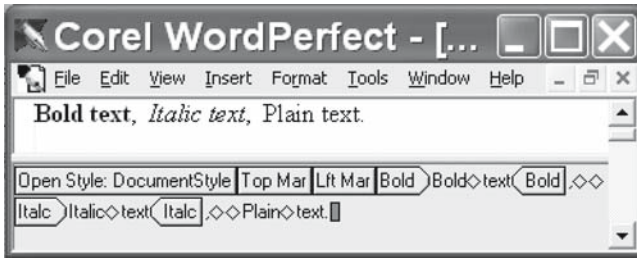 Corel WordPerfect - [...
File Edit View Insert Format Tools Window Help
Bold text, Italic text, Plain text.
Open Style: DocumentStyle Top Mar Lft Mar Bold Bold◇text Bold ,◇◇
Italc Italic◇text Italc ,◇◇Plain◇text.